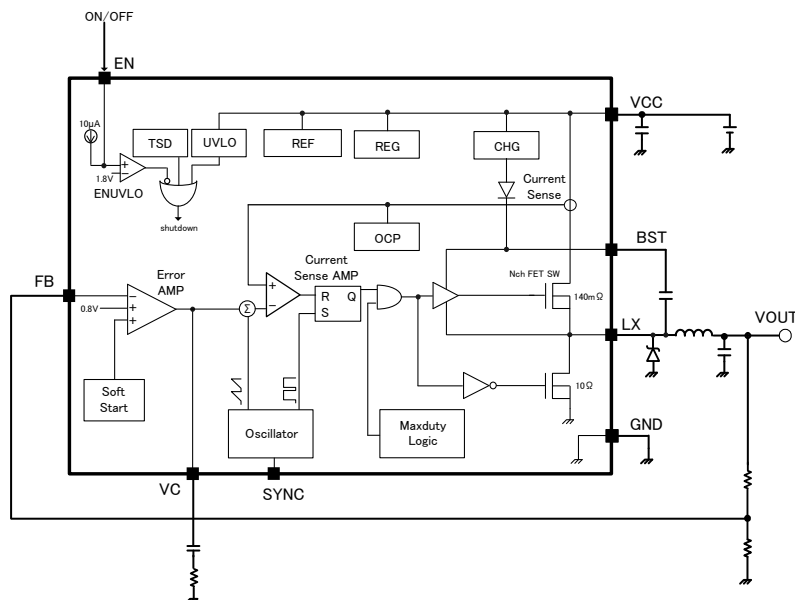 ON/OFF
EN
VCC
10μA
TSD
UVLO
REF
REG
CHG
1.8V
ENUVLO
shutdown
Current
Sense
OCP
BST
FB
Error
AMP
Current
Sense AMP
Nch FET SW
0.8V
Σ
R Q
S
140mΩ
LX
VOUT
Soft
Start
10Ω
Oscillator
Maxduty
Logic
GND
VC
SYNC